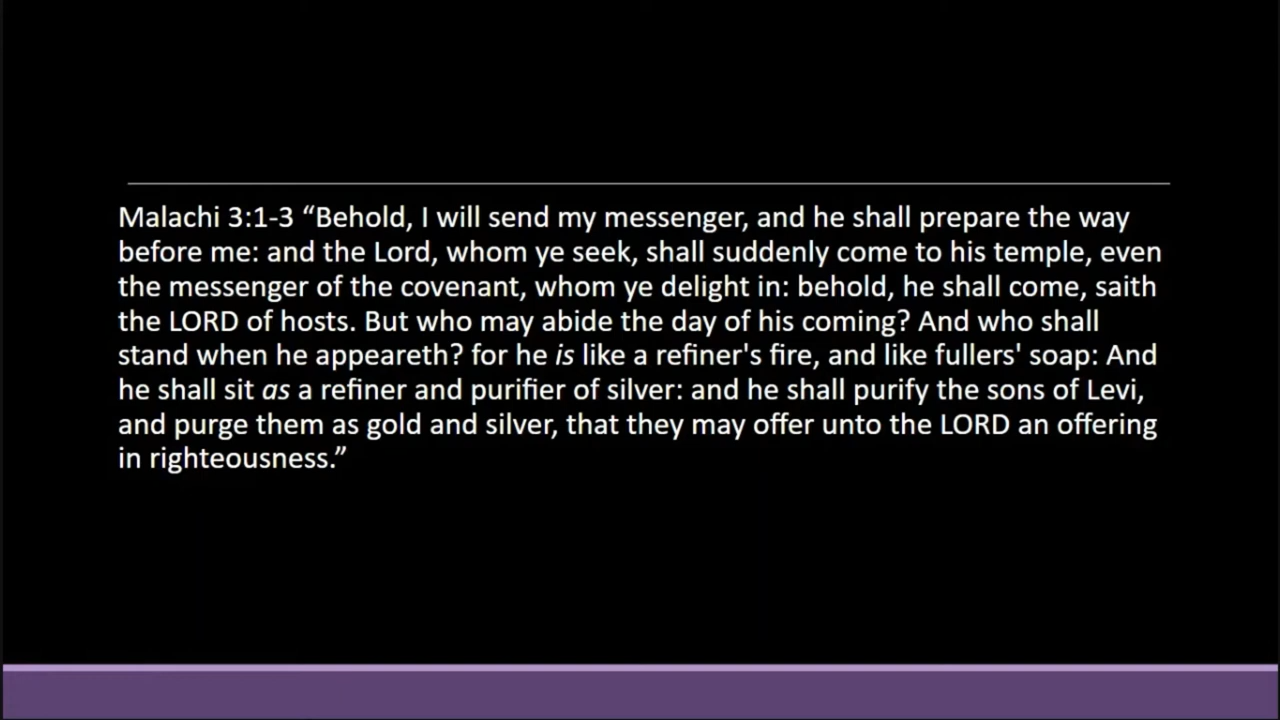 Malachi 3:1-3 “Behold, I will send my messenger, and he shall prepare the way
before me: and the Lord, whom ye seek, shall suddenly come to his temple, even
the messenger of the covenant, whom ye delight in: behold, he shall come, saith
the LORD of hosts. But who may abide the day of his coming? And who shall
stand when he appeareth? for he is like a refiner's fire, and like fullers' soap: And
he shall sit as a refiner and purifier of silver: and he shall purify the sons of Levi,
and purge them as gold and silver, that they may offer unto the LORD an offering
in righteousness.”